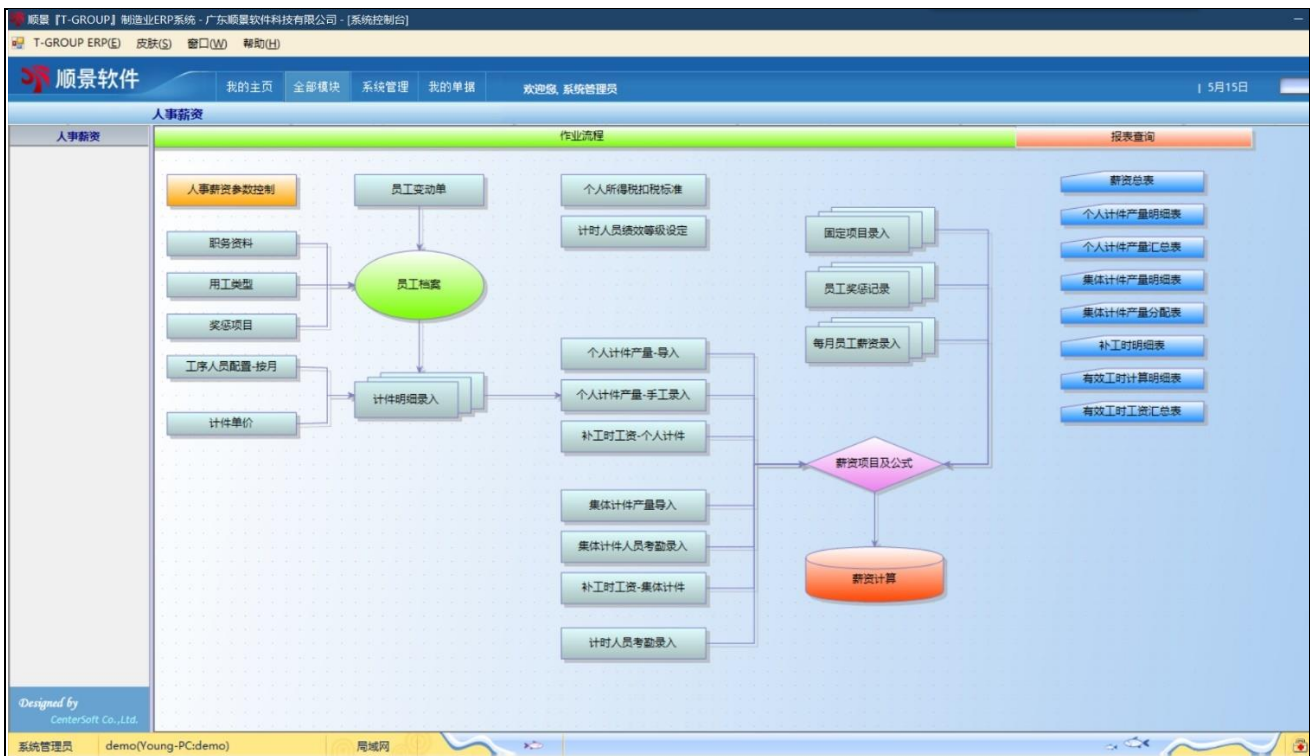 顺景『T-GROUP』制造业ERP系统 - 广东顺景软件科技有限公司 - [系统控制台]
T-GROUP ERP(E) 皮肤(S) 窗口(W) 帮助(H)
顺景软件 我的主页 全部模块 系统管理 我的单据 欢迎您, 系统管理员 | 5月15日
人事薪资
人事薪资 作业流程 报表查询
人事薪资参数控制
员工变动单
职务资料
用工类型
奖惩项目
员工档案
工序人员配置-按月
计件单价
计件明细录入
个人所得税扣税标准
计时人员绩效等级设定
个人计件产量-导入
个人计件产量-手工录入
补工时工资-个人计件
集体计件产量导入
集体计件人员考勤录入
补工时工资-集体计件
计时人员考勤录入
固定项目录入
员工奖惩记录
每月员工薪资录入
薪资项目及公式
薪资计算
薪资总表
个人计件产量明细表
个人计件产量汇总表
集体计件产量明细表
集体计件产量分配表
补工时明细表
有效工时计算明细表
有效工时工资汇总表
Designed by
CenterSoft Co.,Ltd.
系统管理员 demo(Young-PC:demo) 局域网